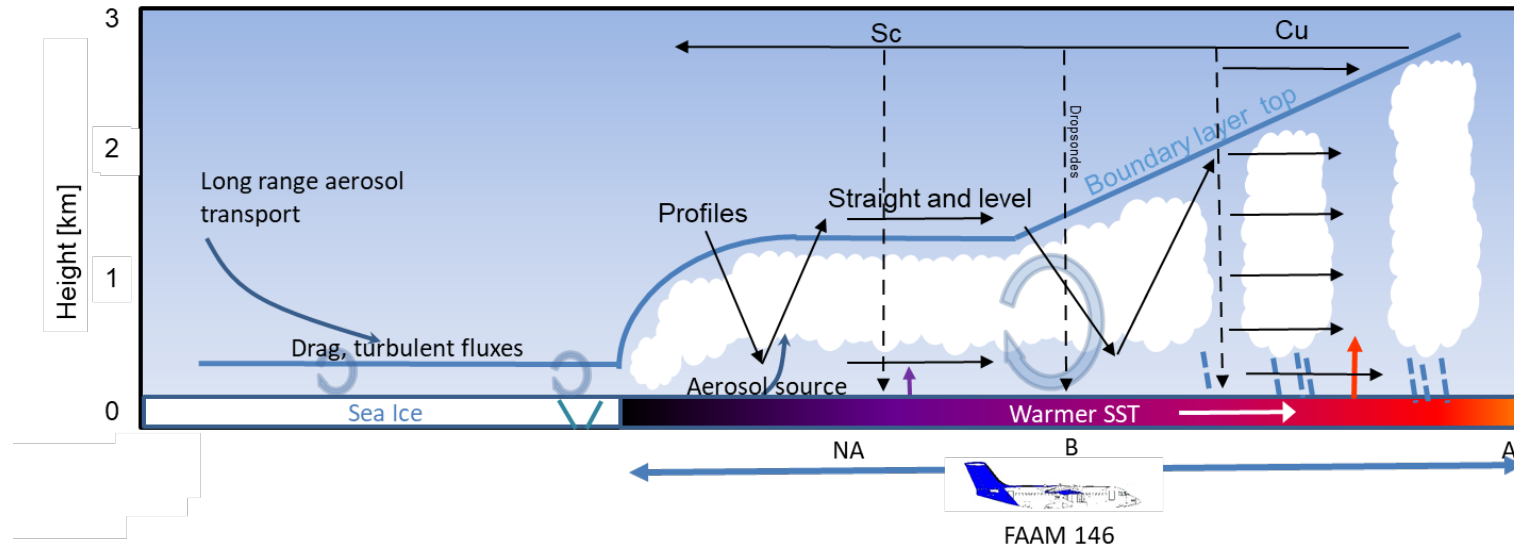 3
Sc
Cu
Height [km]
2
Dropsondes
Boundary layer top
Long range aerosol
transport
Profiles
Straight and level
1
Drag, turbulent fluxes
Aerosol source
0
Sea Ice
Warmer SST
NA
B
A
FAAM 146